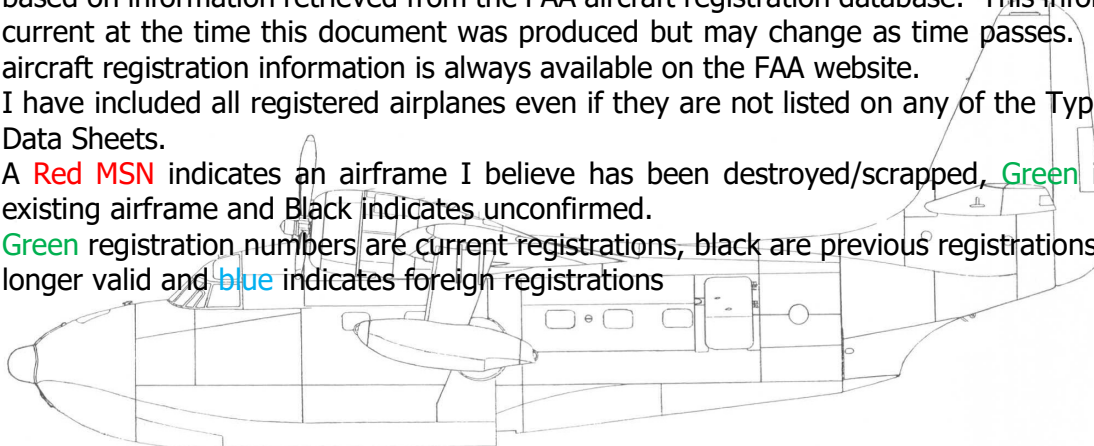 based on information retrieved from the FAA aircraft registration database. This
current at the time this document was produced but may change as time passes.
aircraft registration information is always available on the FAA website.
I have included all registered airplanes even if they are not listed on any of the
Data Sheets.
A Red MSN indicates an airframe I believe has been destroyed/scrapped, Green
existing airframe and Black indicates unconfirmed.
Green registration numbers are current registrations, black are previous registrations
longer valid and blue indicates foreign registrations